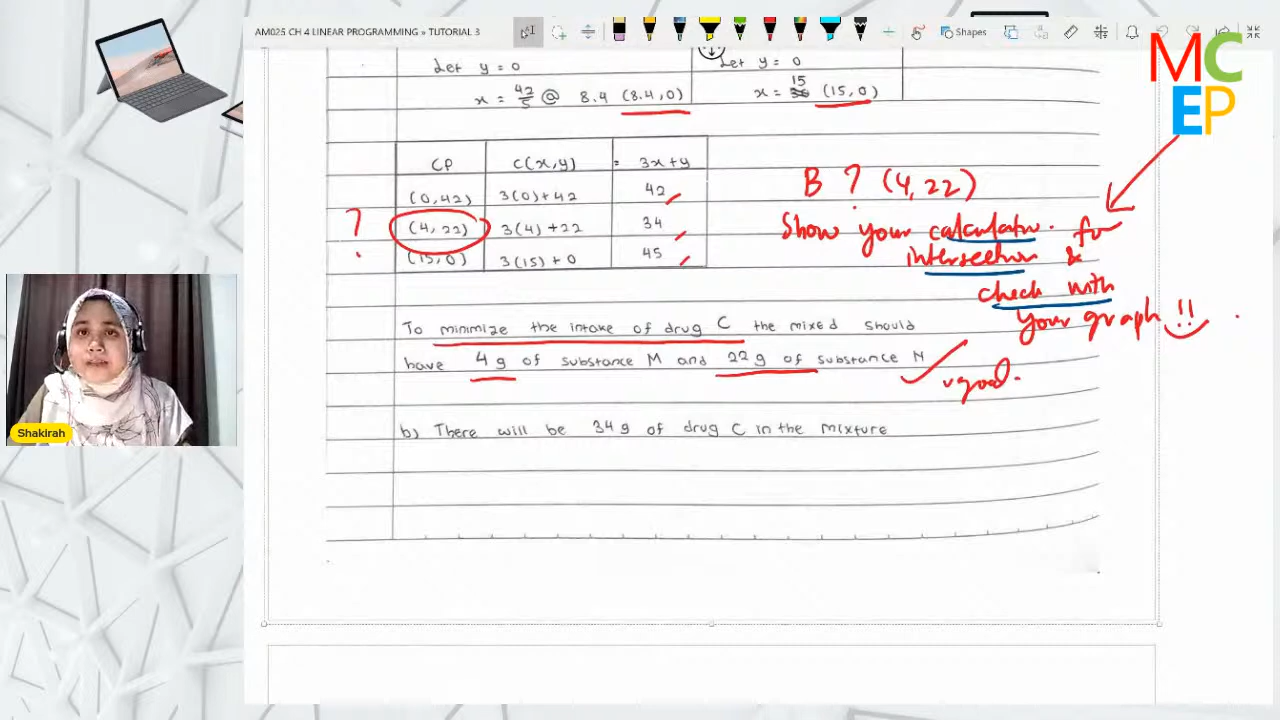 AM025 CH 4 LINEAR PROGRAMMING » TUTORIAL 3
Shapes
MC
EP
Let y = 0
x = 42/5 @ 8.4 (8.4,0)
Let y = 0
x = 15 (15,0)
CP C(x,y) = 3x+y
(0,42) 3(0)+42 42
? (4,22) 3(4)+22 34
(15,0) 3(15)+0 45
B ? (4,22)
Show your calculatn. for
intersection &
check with
your graph !!
To minimize the intake of drug C the mixed should
have 4g of substance M and 22g of substance N
good.
b) There will be 34g of drug C in the mixture
Shakirah